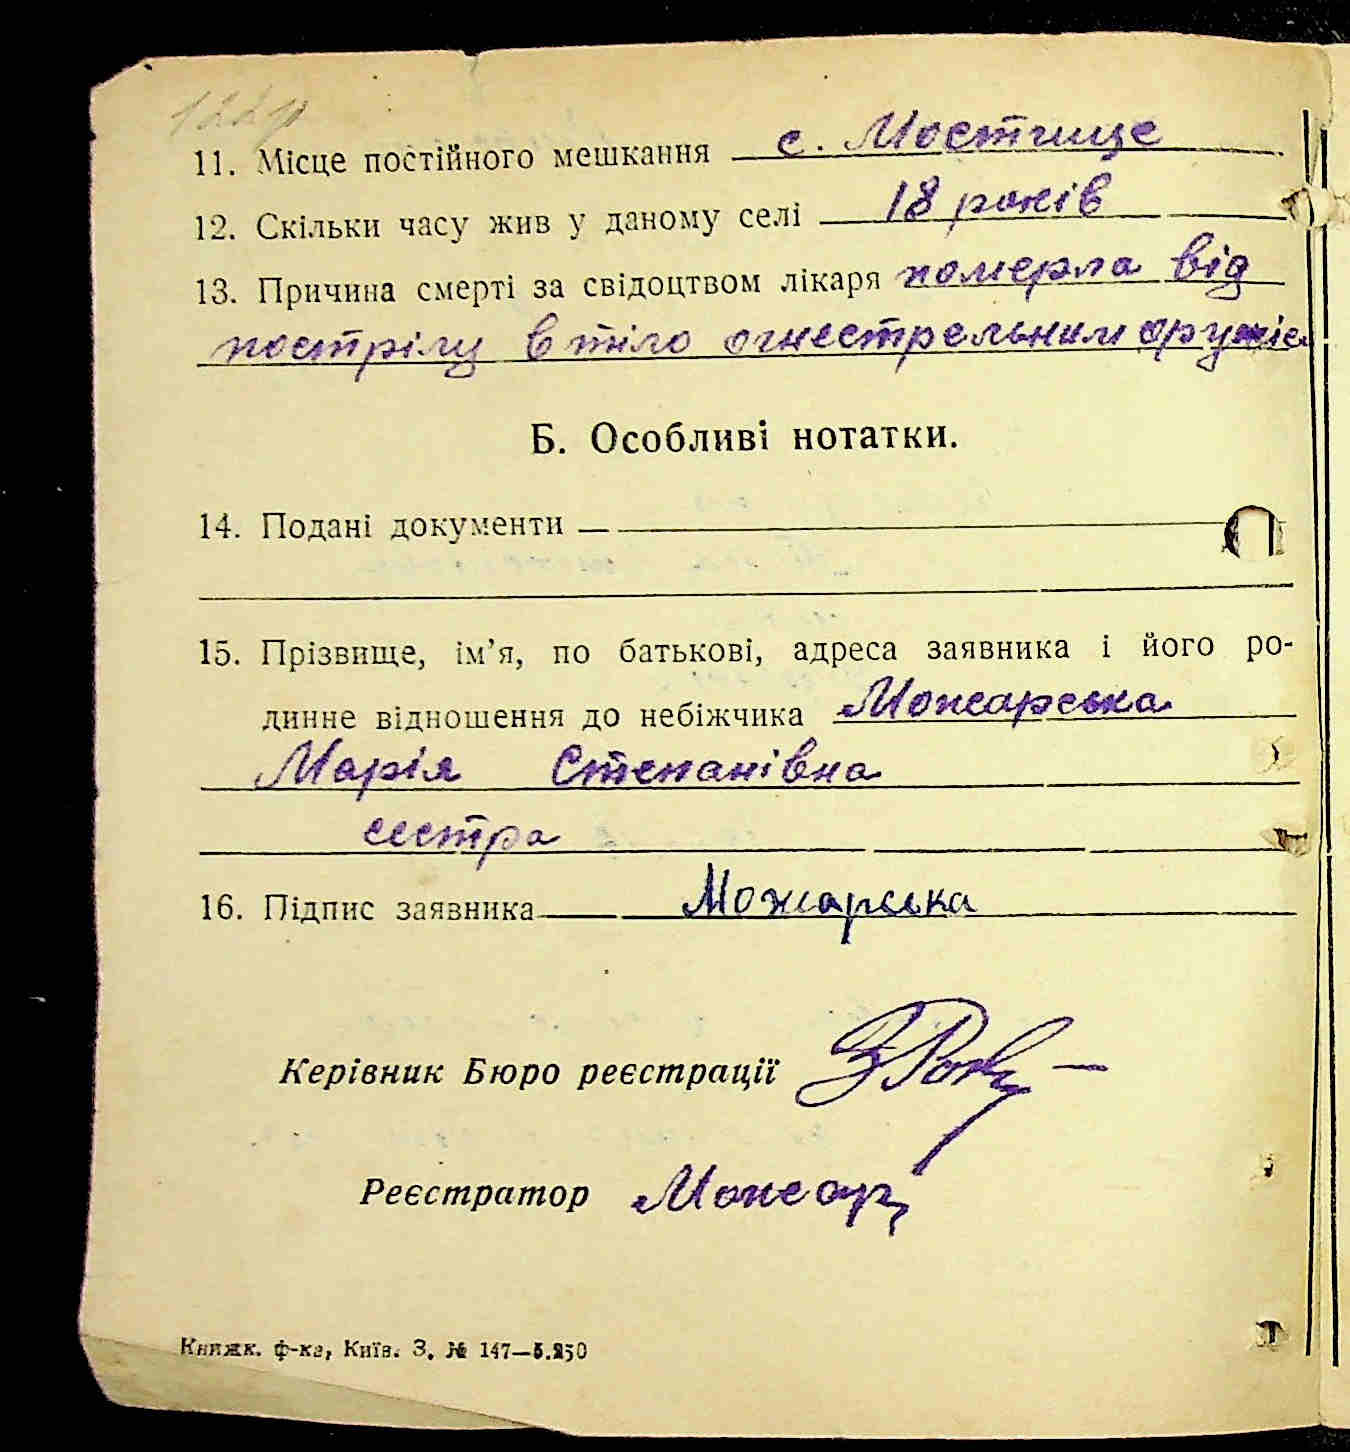 11. Місце постійного мешкання с. Мостище
12. Скільки часу жив у даному селі 18 років
13. Причина смерті за свідоцтвом лікаря померла від
пострілу в тіло огнестрельним оружіем
Б. Особливі нотатки.
14. Подані документи —
15. Прізвище, ім’я, по батькові, адреса заявника і його ро-
динне відношення до небіжчика Можарська
Марія Степанівна
сестра
16. Підпис заявника Можарська
Керівник Бюро реєстрації
Реєстратор Можар
Книжк. ф-ка, Київ. З. № 147—5.250